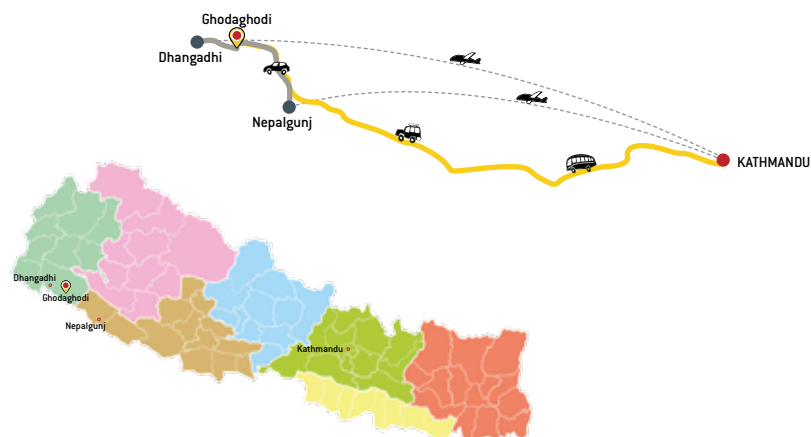 Ghodaghodi
Dhangadhi
Nepalgunj
KATHMANDU
Dhangadhi
Ghodaghodi
Nepalgunj
Kathmandu